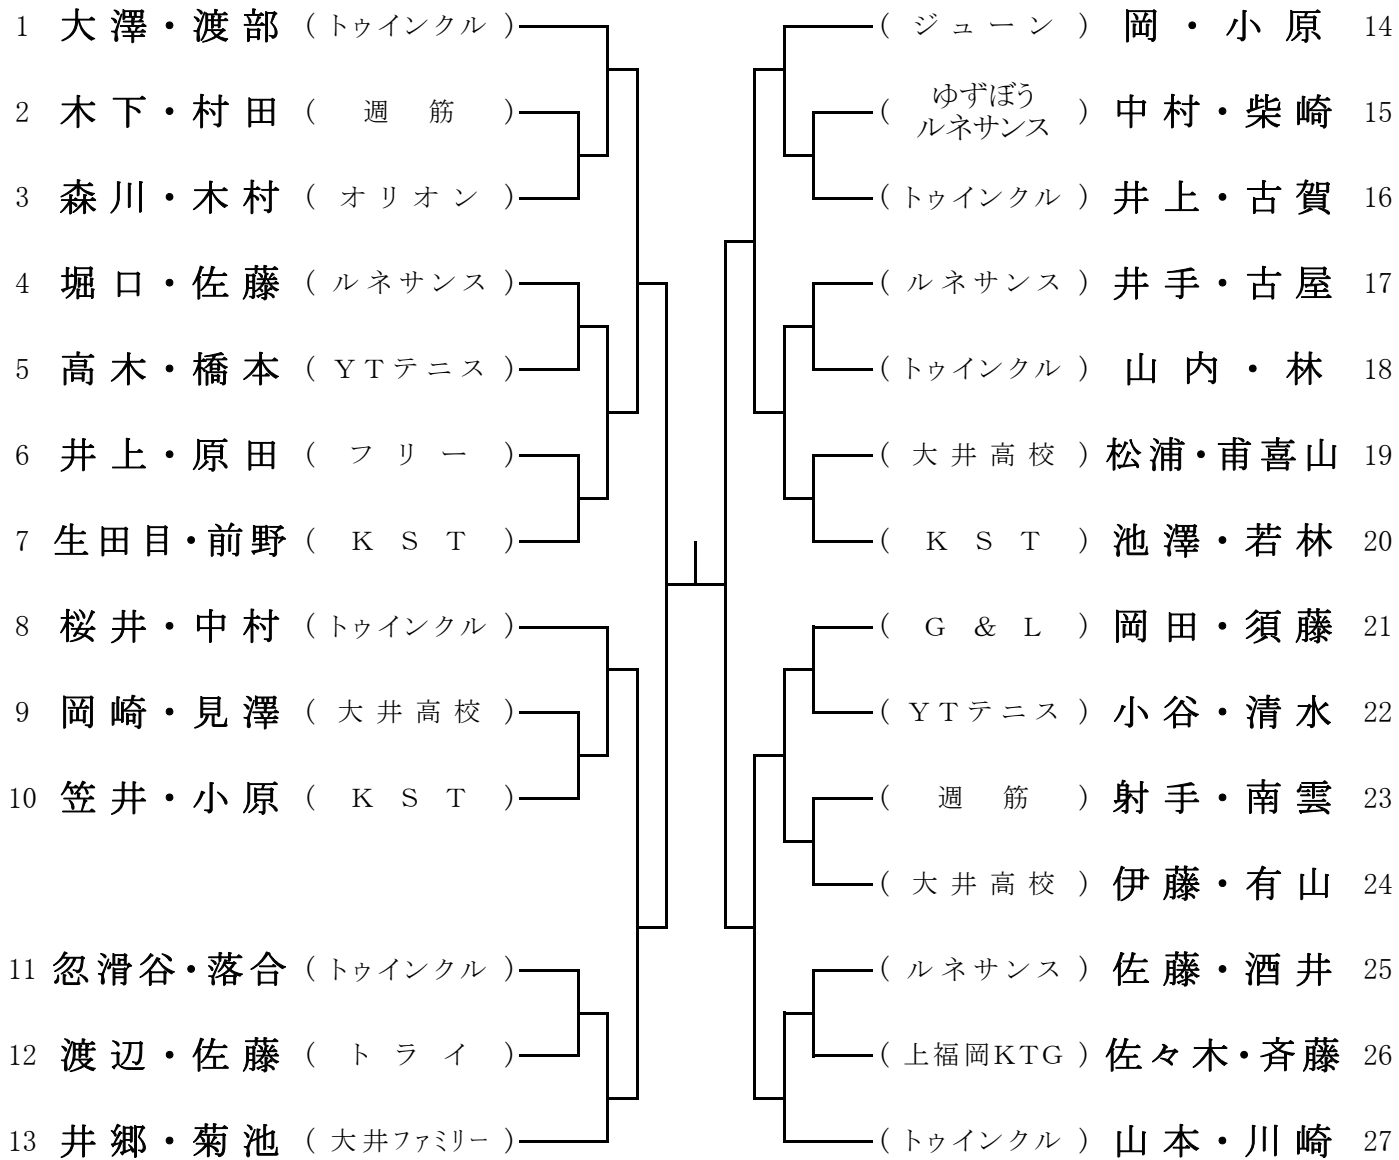 1 大澤・渡部 （トゥインクル）
2 木下・村田 （週筋）
3 森川・木村 （オリオン）
4 堀口・佐藤 （ルネサンス）
5 高木・橋本 （ＹＴテニス）
6 井上・原田 （フリー）
7 生田目・前野 （ＫＳＴ）
8 桜井・中村 （トゥインクル）
9 岡崎・見澤 （大井高校）
10 笠井・小原 （ＫＳＴ）
11 忽滑谷・落合 （トゥインクル）
12 渡辺・佐藤 （トライ）
13 井郷・菊池 （大井ファミリー）
（ジューン） 岡・小原 14
（ゆずぼう
ルネサンス） 中村・柴崎 15
（トゥインクル） 井上・古賀 16
（ルネサンス） 井手・古屋 17
（トゥインクル） 山内・林 18
（大井高校） 松浦・甫喜山 19
（ＫＳＴ） 池澤・若林 20
（Ｇ＆Ｌ） 岡田・須藤 21
（ＹＴテニス） 小谷・清水 22
（週筋） 射手・南雲 23
（大井高校） 伊藤・有山 24
（ルネサンス） 佐藤・酒井 25
（上福岡KTG） 佐々木・斉藤 26
（トゥインクル） 山本・川崎 27